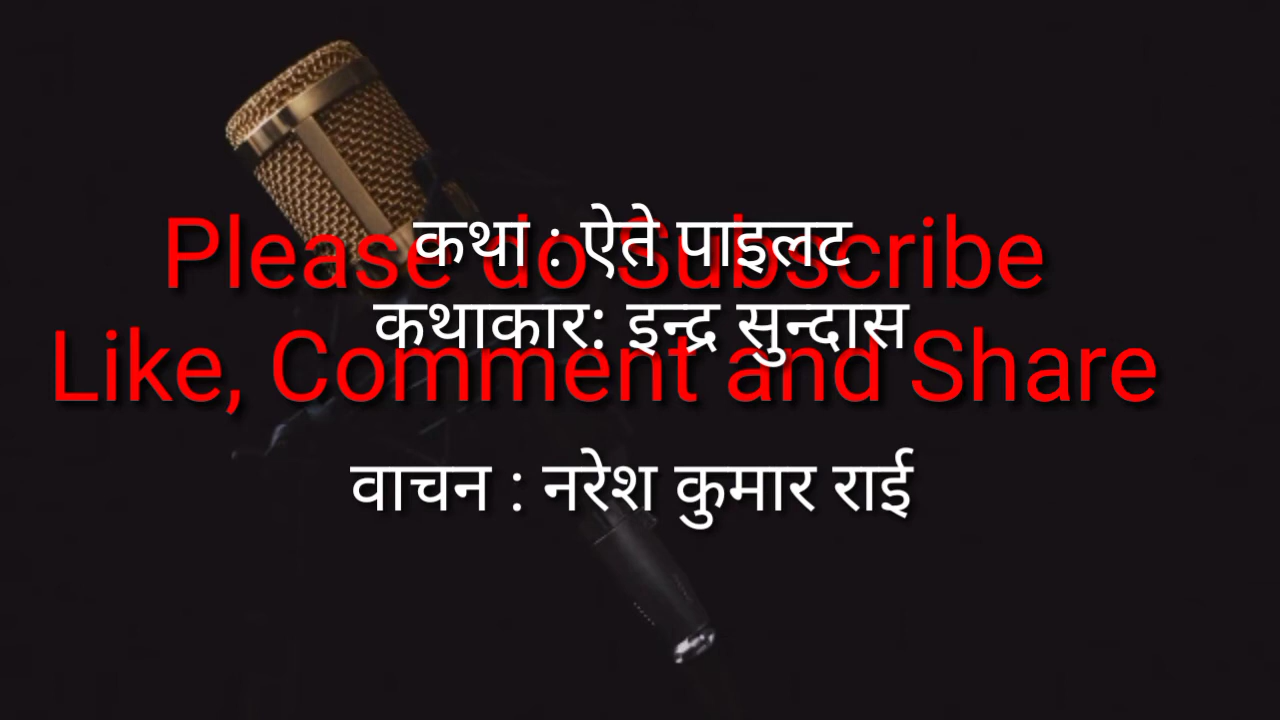 Please do Subscribe
कथा : ऐते पाइलट
कथाकार: इन्द्र सुन्दास
Like, Comment and Share
वाचन : नरेश कुमार राई